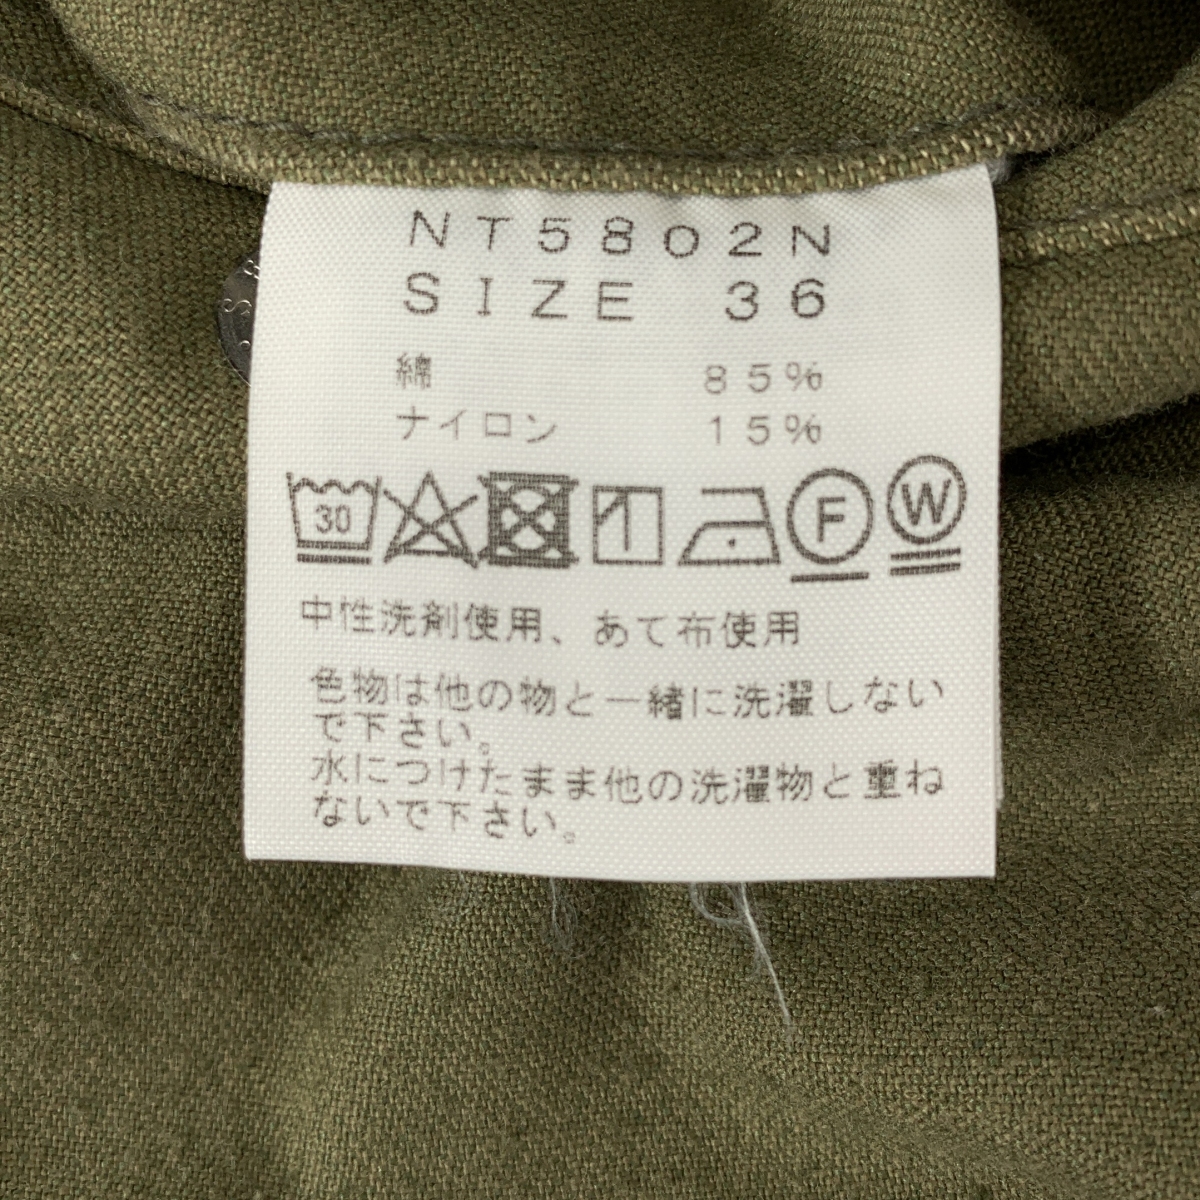 NT5802N
SIZE 36
綿 85%
ナイロン 15%
30 F W
中性洗剤使用、あて布使用
色物は他の物と一緒に洗濯しない
で下さい。
水につけたまま他の洗濯物と重ね
ないで下さい。